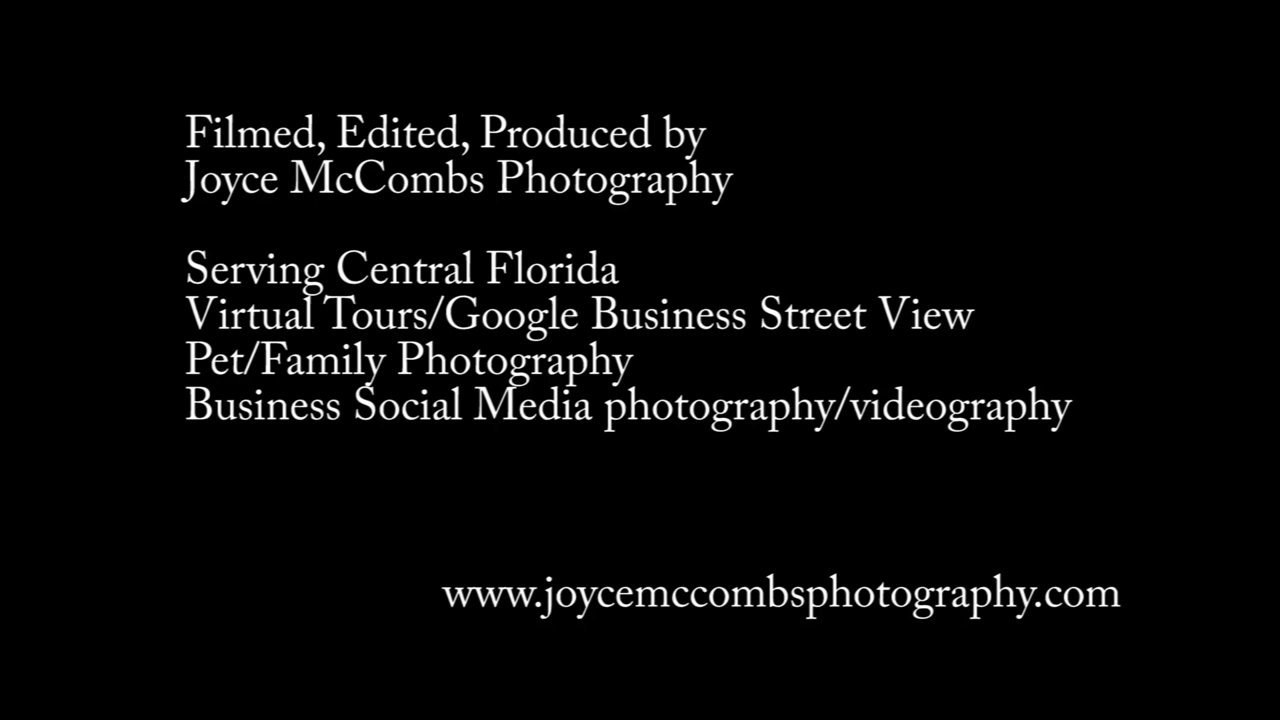 Filmed, Edited, Produced by
Joyce McCombs Photography
Serving Central Florida
Virtual Tours/Google Business Street View
Pet/Family Photography
Business Social Media photography/videography
www.joycemccombsphotography.com